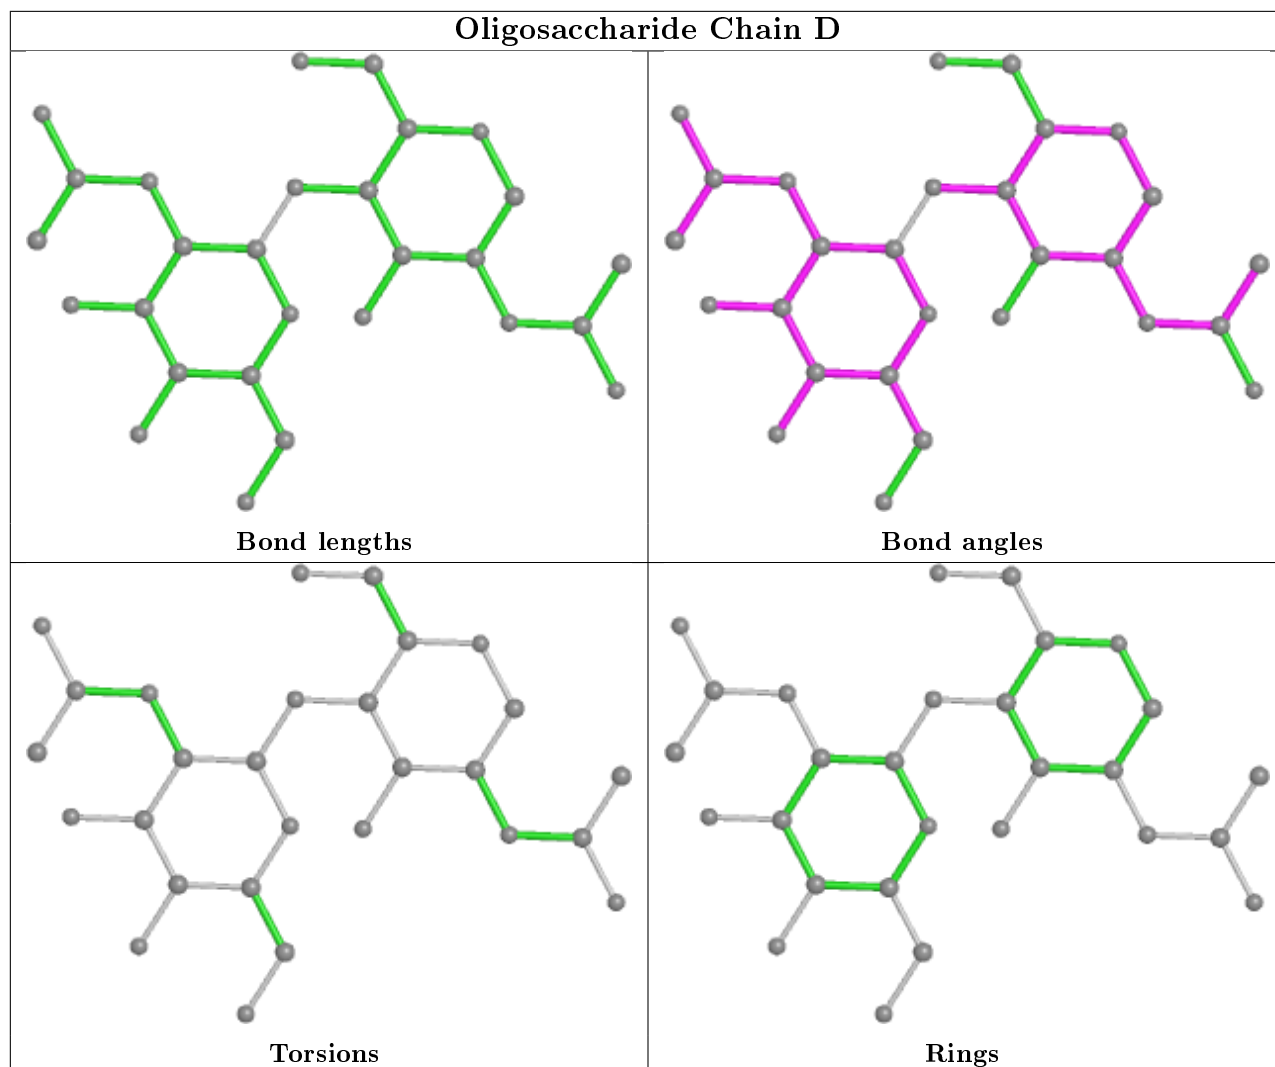 Oligosaccharide Chain D
Bond lengths
Bond angles
Torsions
Rings